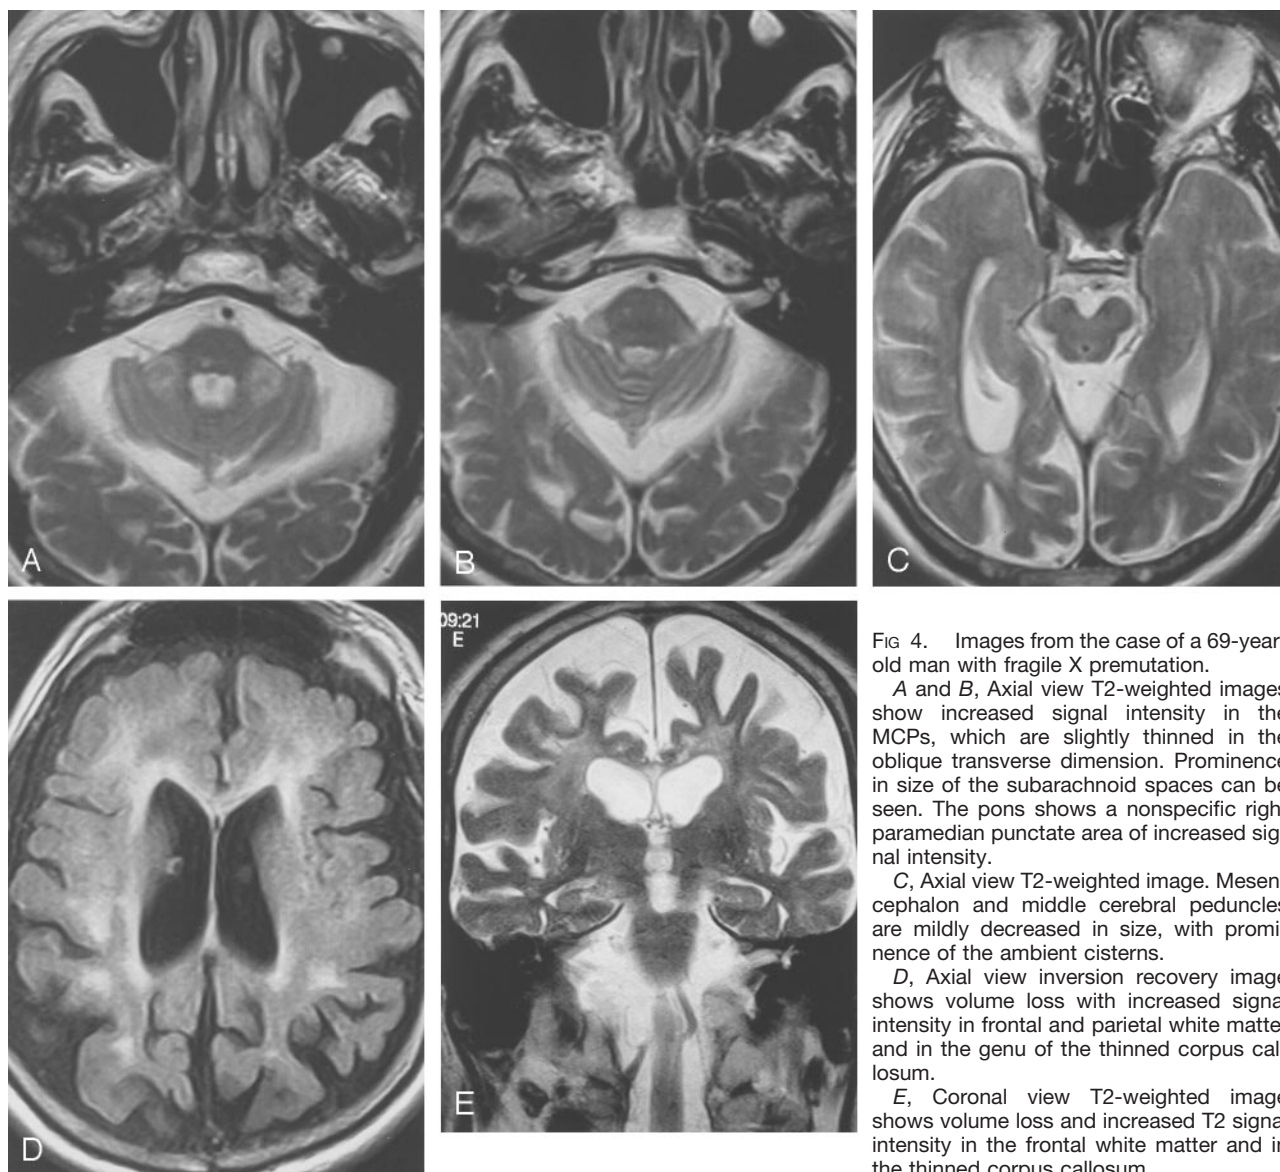 A
B
C
09:21
E
D
E
FIG 4. Images from the case of a 69-year
old man with fragile X premutation.
A and B, Axial view T2-weighted images
show increased signal intensity in the
MCPs, which are slightly thinned in the
oblique transverse dimension. Prominence
in size of the subarachnoid spaces can be
seen. The pons shows a nonspecific righ
paramedian punctate area of increased sig
nal intensity.
C, Axial view T2-weighted image. Mesen
cephalon and middle cerebral peduncles
are mildly decreased in size, with promi
nence of the ambient cisterns.
D, Axial view inversion recovery image
shows volume loss with increased signa
intensity in frontal and parietal white matte
and in the genu of the thinned corpus cal
losum.
E, Coronal view T2-weighted image
shows volume loss and increased T2 signa
intensity in the frontal white matter and in
the thinned corpus callosum.